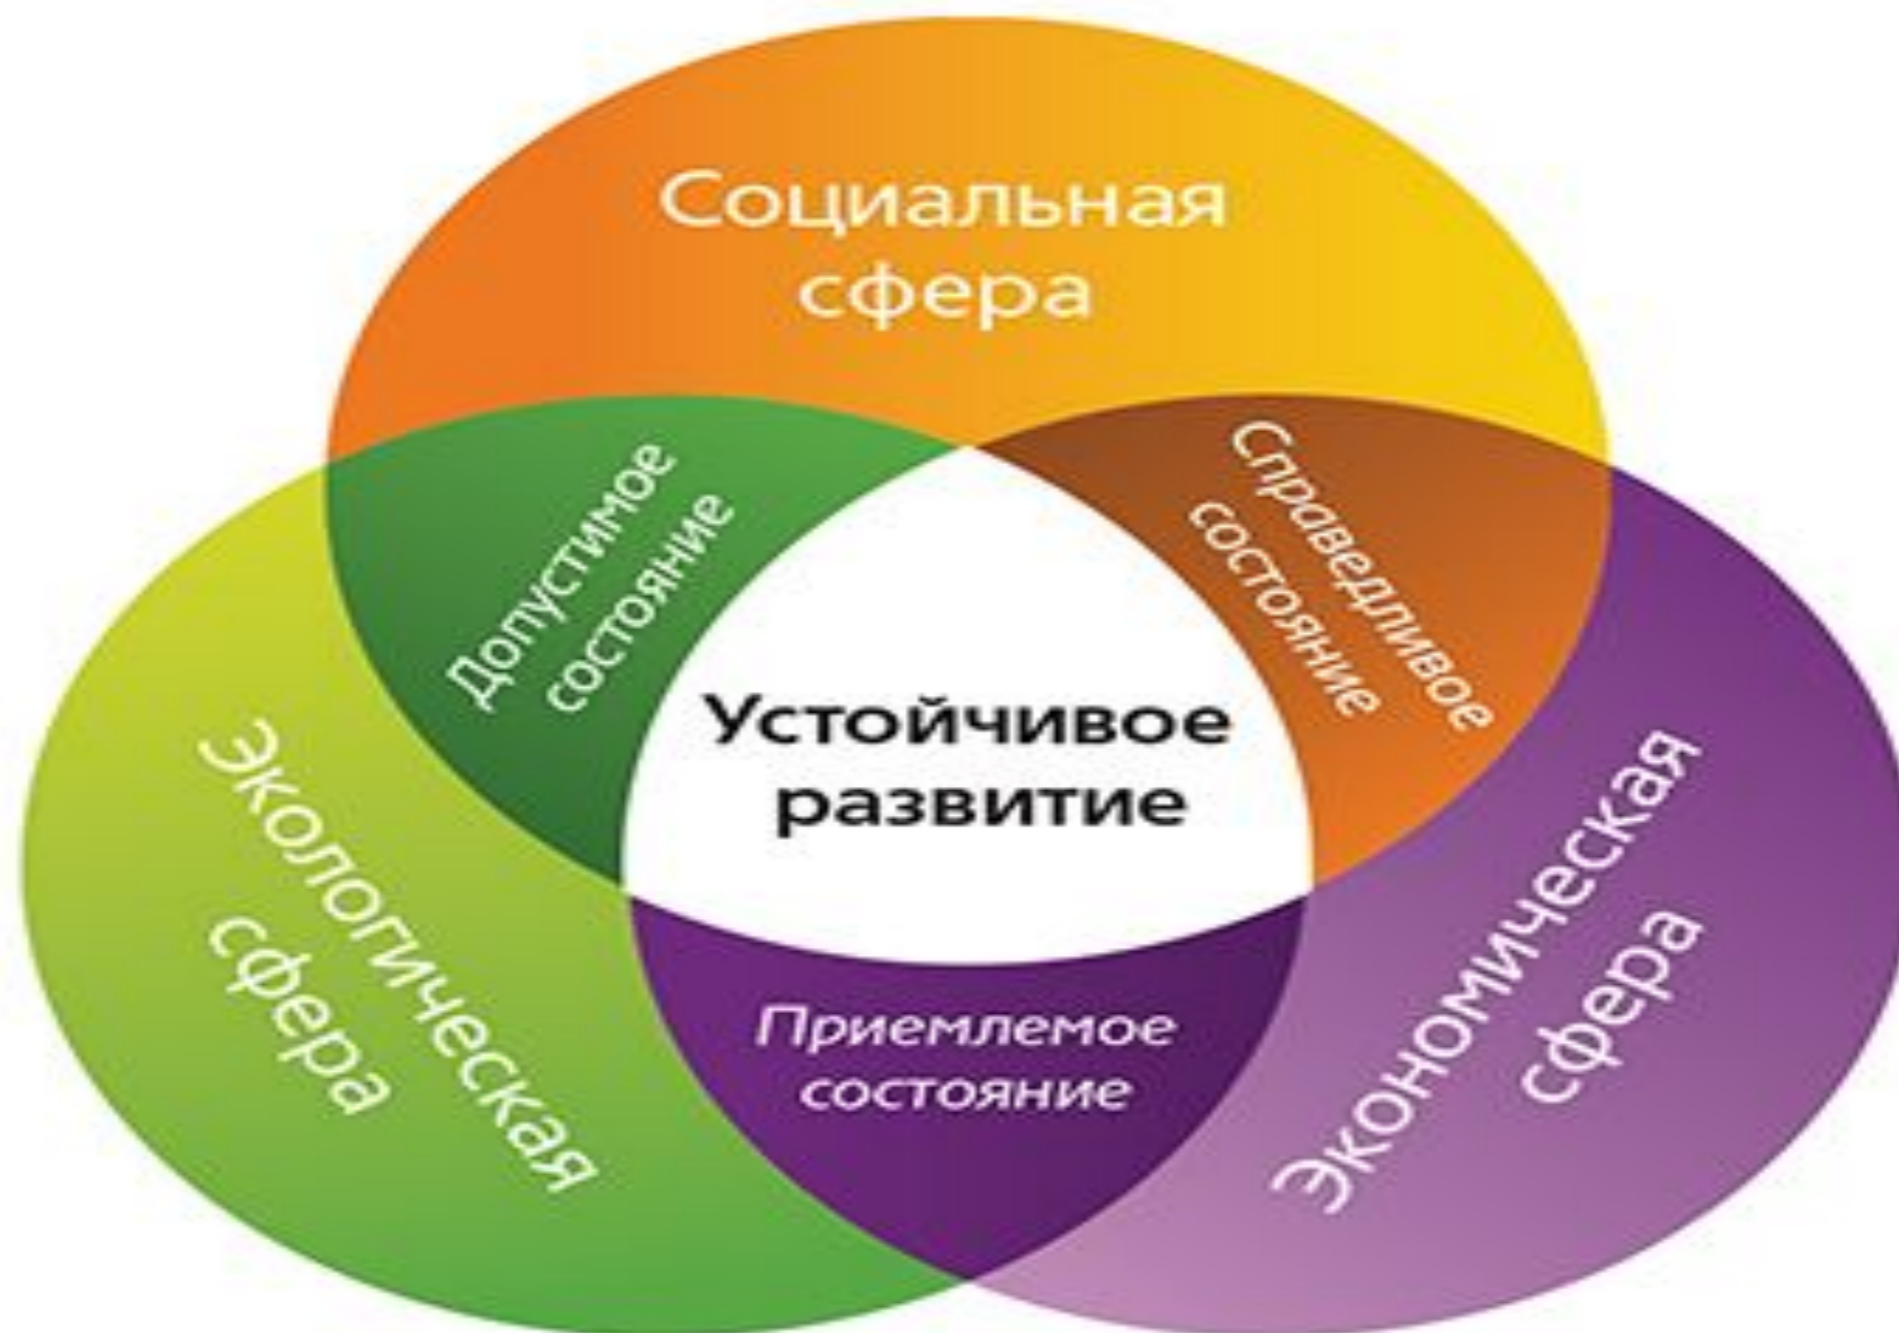 Социальная
сфера
Допустимое
состояние
Справедливое
состояние
Устойчивое
развитие
Экологическая
сфера
Экономическая
сфера
Приемлемое
состояние